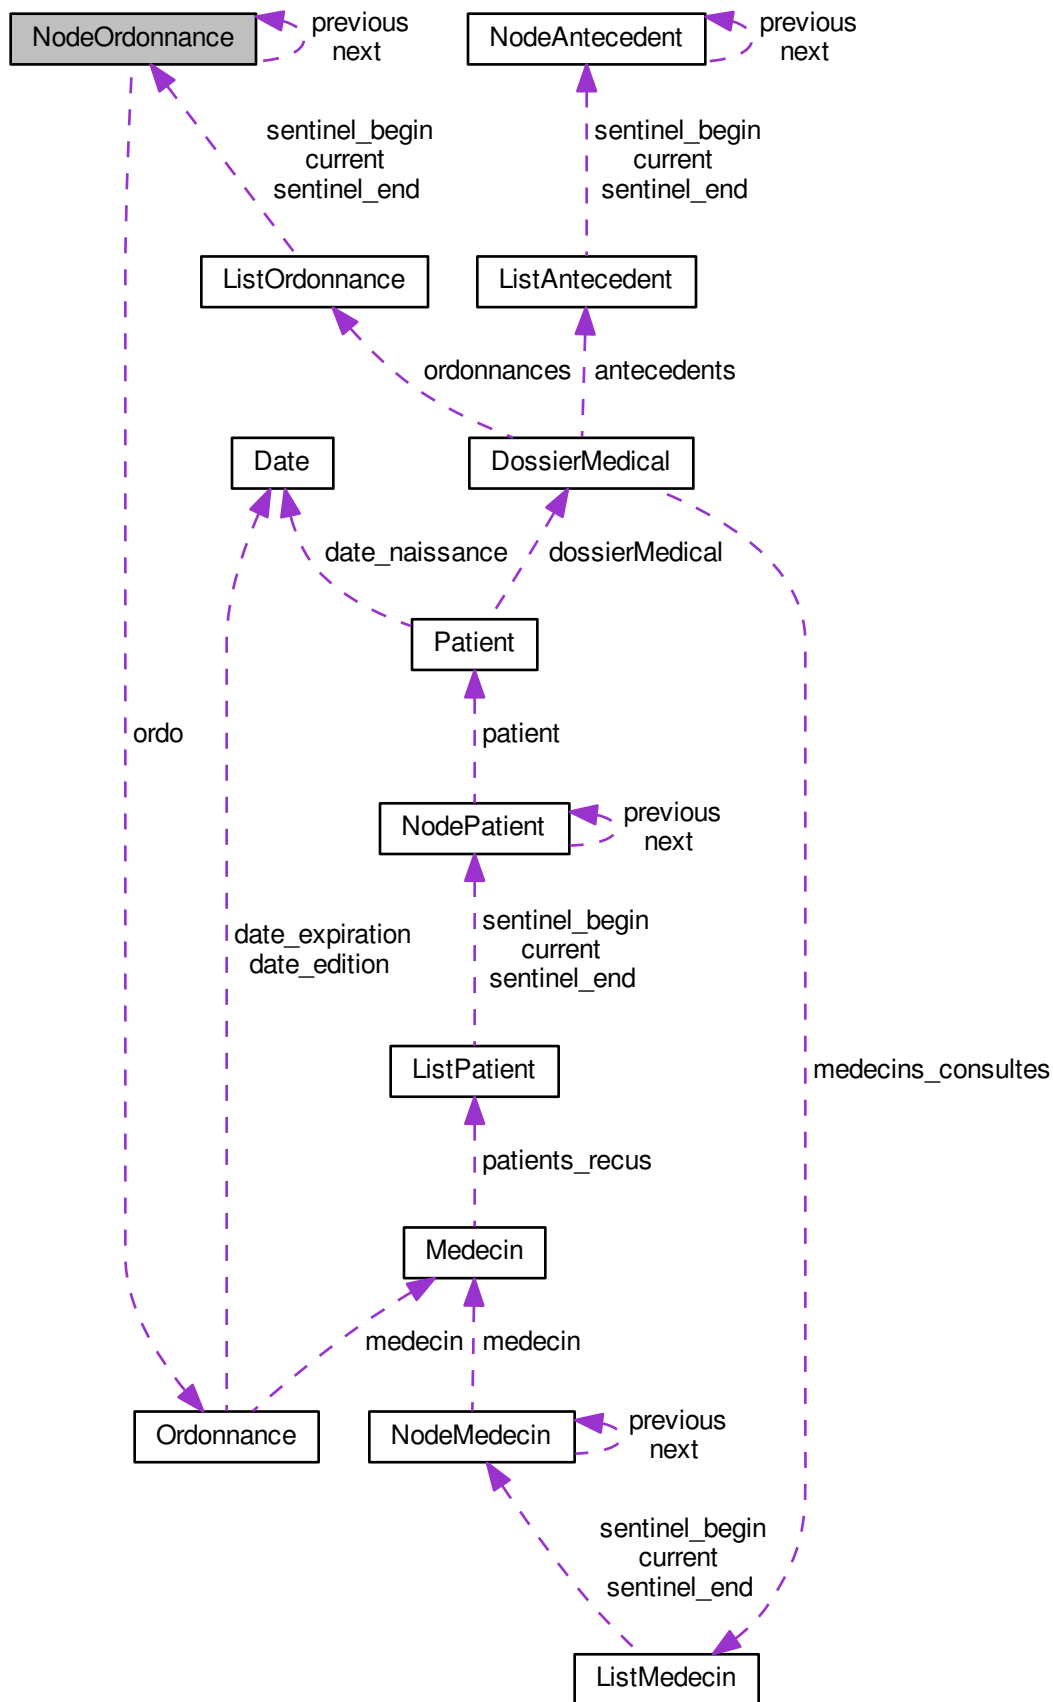 NodeOrdonnance
previous
next
NodeAntecedent
previous
next
sentinel_begin
current
sentinel_end
sentinel_begin
current
sentinel_end
ListOrdonnance
ListAntecedent
ordonnances
antecedents
Date
DossierMedical
date_naissance
dossierMedical
Patient
ordo
patient
NodePatient
previous
next
date_expiration
date_edition
sentinel_begin
current
sentinel_end
ListPatient
medecins_consultes
patients_recus
Medecin
medecin
medecin
Ordonnance
NodeMedecin
previous
next
sentinel_begin
current
sentinel_end
ListMedecin